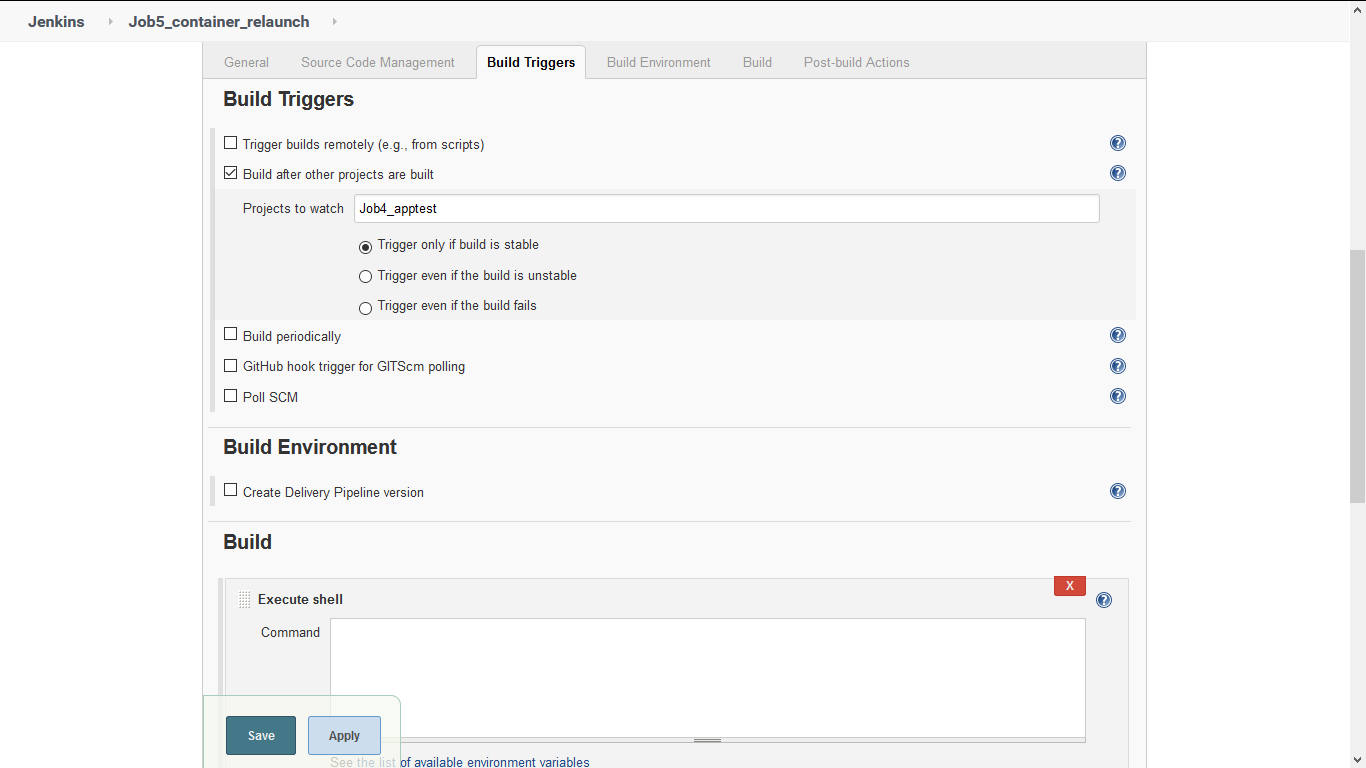 Jenkins Job5_container_relaunch
General Source Code Management Build Triggers Build Environment Build Post-build Actions
Build Triggers
Trigger builds remotely (e.g., from scripts)
Build after other projects are built
Projects to watch Job4_apptest
Trigger only if build is stable
Trigger even if the build is unstable
Trigger even if the build fails
Build periodically
GitHub hook trigger for GITScm polling
Poll SCM
Build Environment
Create Delivery Pipeline version
Build
X
Execute shell
Command
Save Apply
See the list of available environment variables